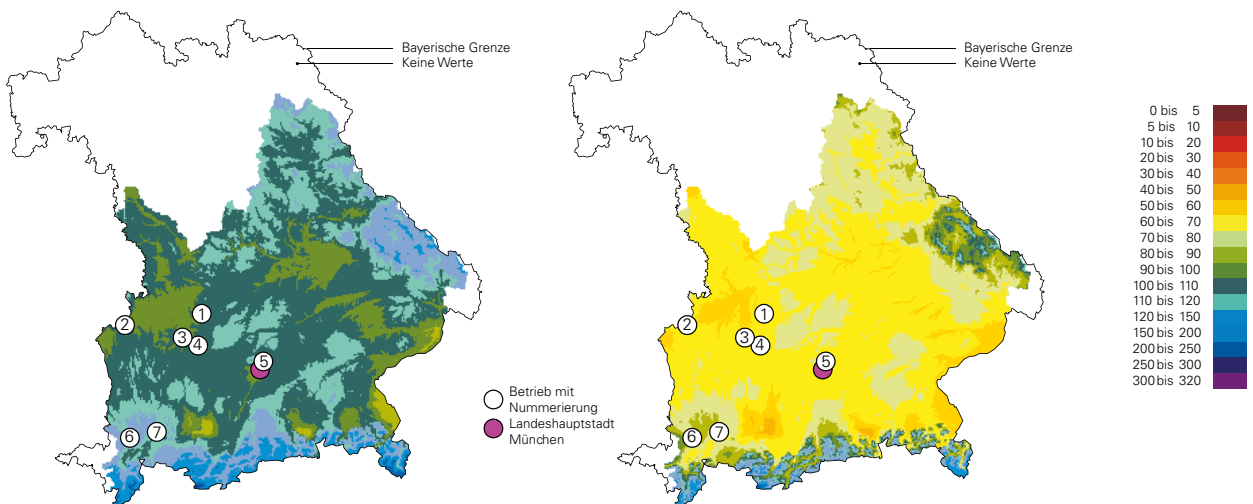 Bayerische Grenze
Keine Werte
1
2
3
4
5
6
7
Betrieb mit
Nummerierung
Landeshauptstadt
München
Bayerische Grenze
Keine Werte
1
2
3
4
5
6
7
0 bis 5
5 bis 10
10 bis 20
20 bis 30
30 bis 40
40 bis 50
50 bis 60
60 bis 70
70 bis 80
80 bis 90
90 bis 100
100 bis 110
110 bis 120
120 bis 150
150 bis 200
200 bis 250
250 bis 300
300 bis 320